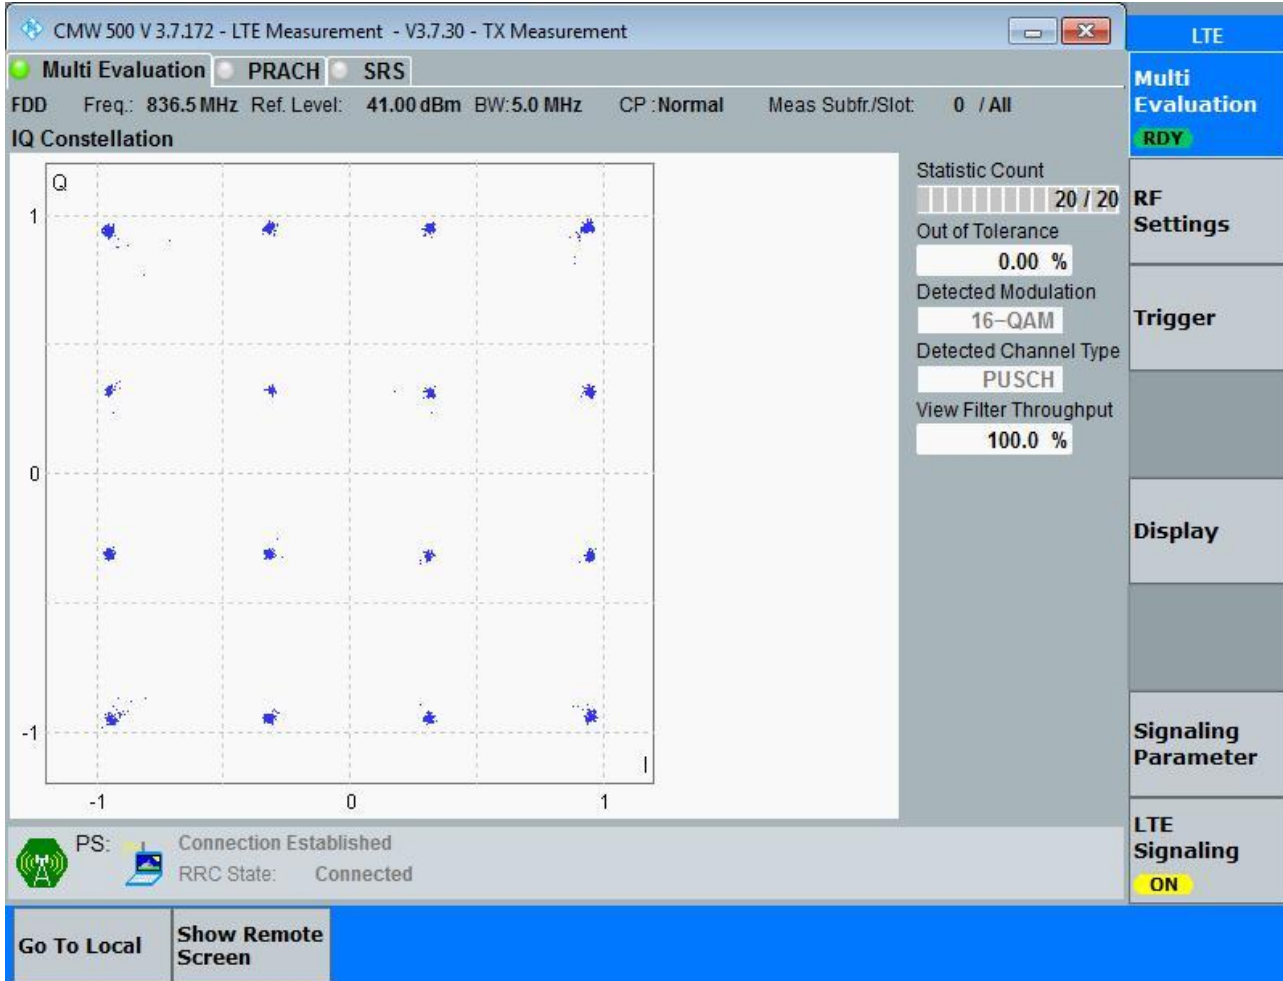 CMW 500 V 3.7.172 - LTE Measurement - V3.7.30 - TX Measurement
LTE
Multi Evaluation PRACH SRS
Multi
Evaluation
RDY
FDD Freq.: 836.5 MHz Ref. Level: 41.00 dBm BW: 5.0 MHz CP : Normal Meas Subfr./Slot: 0 / All
IQ Constellation
Q
1
0
-1
I
-1 0 1
Statistic Count
20 / 20
Out of Tolerance
0.00 %
Detected Modulation
16-QAM
Detected Channel Type
PUSCH
View Filter Throughput
100.0 %
RF
Settings
Trigger
Display
Signaling
Parameter
LTE
Signaling
ON
PS: Connection Established
RRC State: Connected
Go To Local
Show Remote
Screen